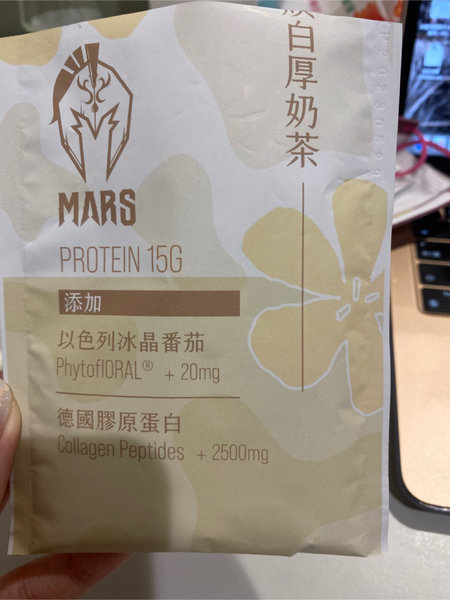 白厚奶茶
MARS
PROTEIN 15G
添加
以色列冰晶番茄
PhytoflORAL® + 20mg
德國膠原蛋白
Collagen Peptides + 2500mg